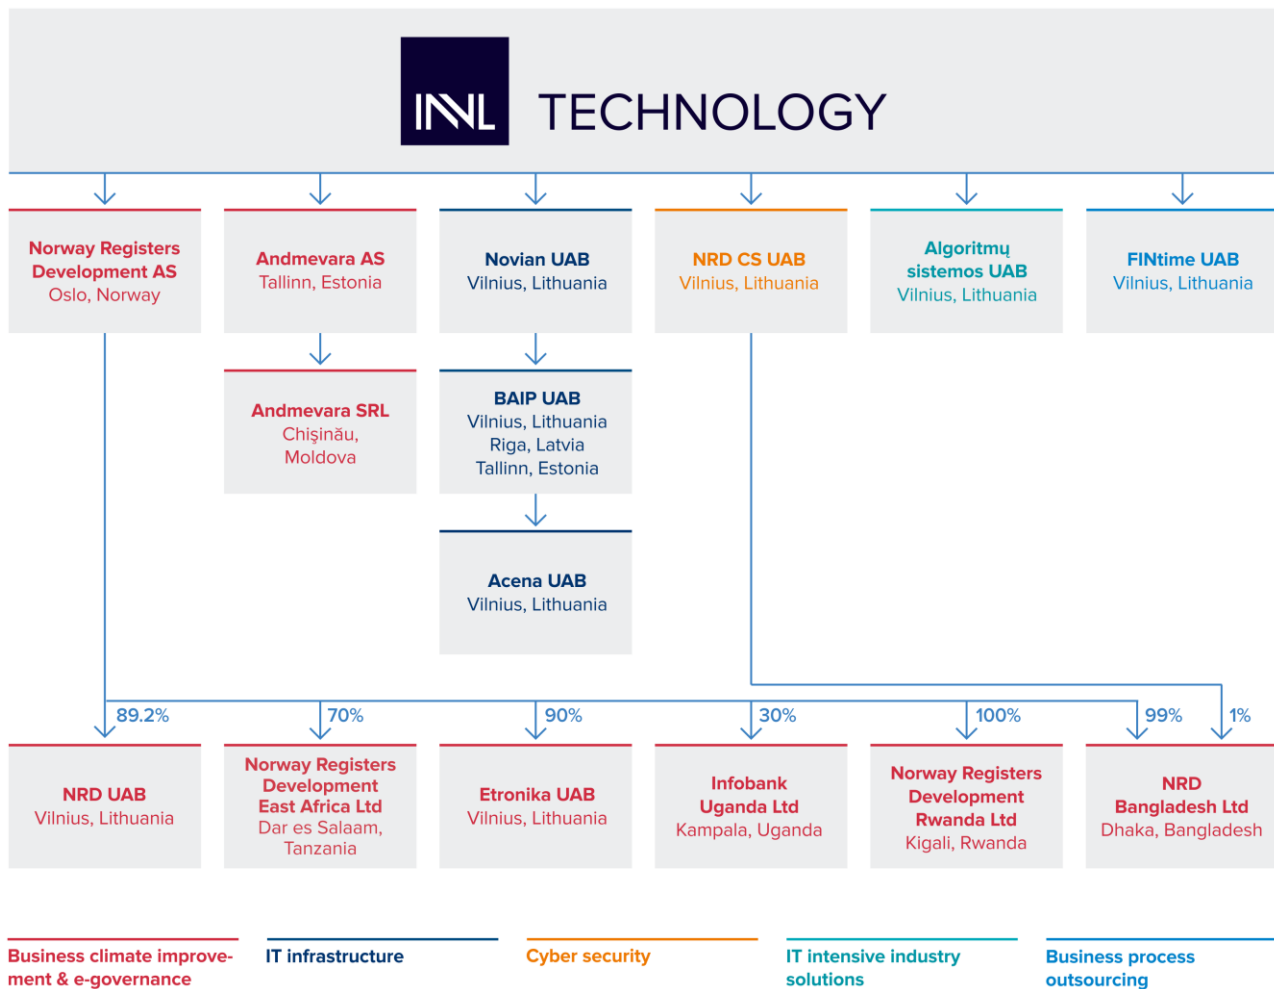 INVL TECHNOLOGY
Norway Registers
Development AS
Oslo, Norway
Andmevara AS
Tallinn, Estonia
Novian UAB
Vilnius, Lithuania
NRD CS UAB
Vilnius, Lithuania
Algoritmų
sistemos UAB
Vilnius, Lithuania
FINtime UAB
Vilnius, Lithuania
Andmevara SRL
Chişinău,
Moldova
BAIP UAB
Vilnius, Lithuania
Riga, Latvia
Tallinn, Estonia
Acena UAB
Vilnius, Lithuania
89.2%
70%
90%
30%
100%
99%
1%
NRD UAB
Vilnius, Lithuania
Norway Registers
Development
East Africa Ltd
Dar es Salaam,
Tanzania
Etronika UAB
Vilnius, Lithuania
Infobank
Uganda Ltd
Kampala, Uganda
Norway Registers
Development
Rwanda Ltd
Kigali, Rwanda
NRD
Bangladesh Ltd
Dhaka, Bangladesh
Business climate improve-
ment & e-governance
IT infrastructure
Cyber security
IT intensive industry
solutions
Business process
outsourcing